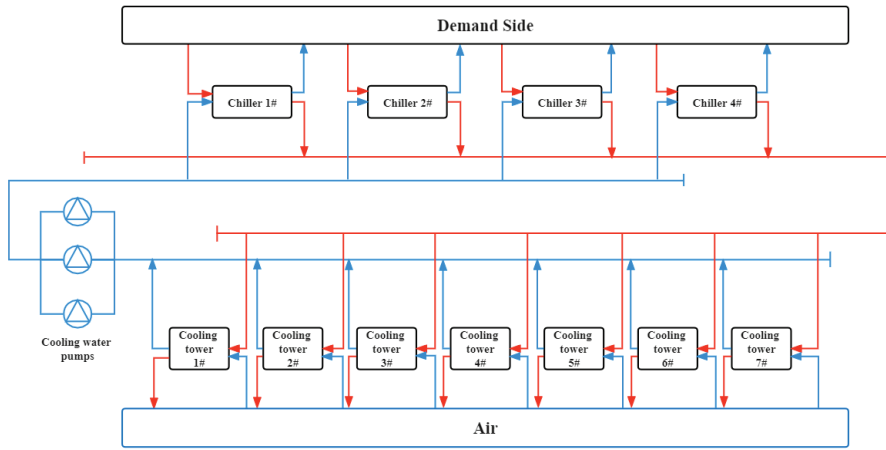 Demand Side
Chiller 1#
Chiller 2#
Chiller 3#
Chiller 4#
Cooling water
pumps
Cooling
tower
1#
Cooling
tower
2#
Cooling
tower
3#
Cooling
tower
4#
Cooling
tower
5#
Cooling
tower
6#
Cooling
tower
7#
Air